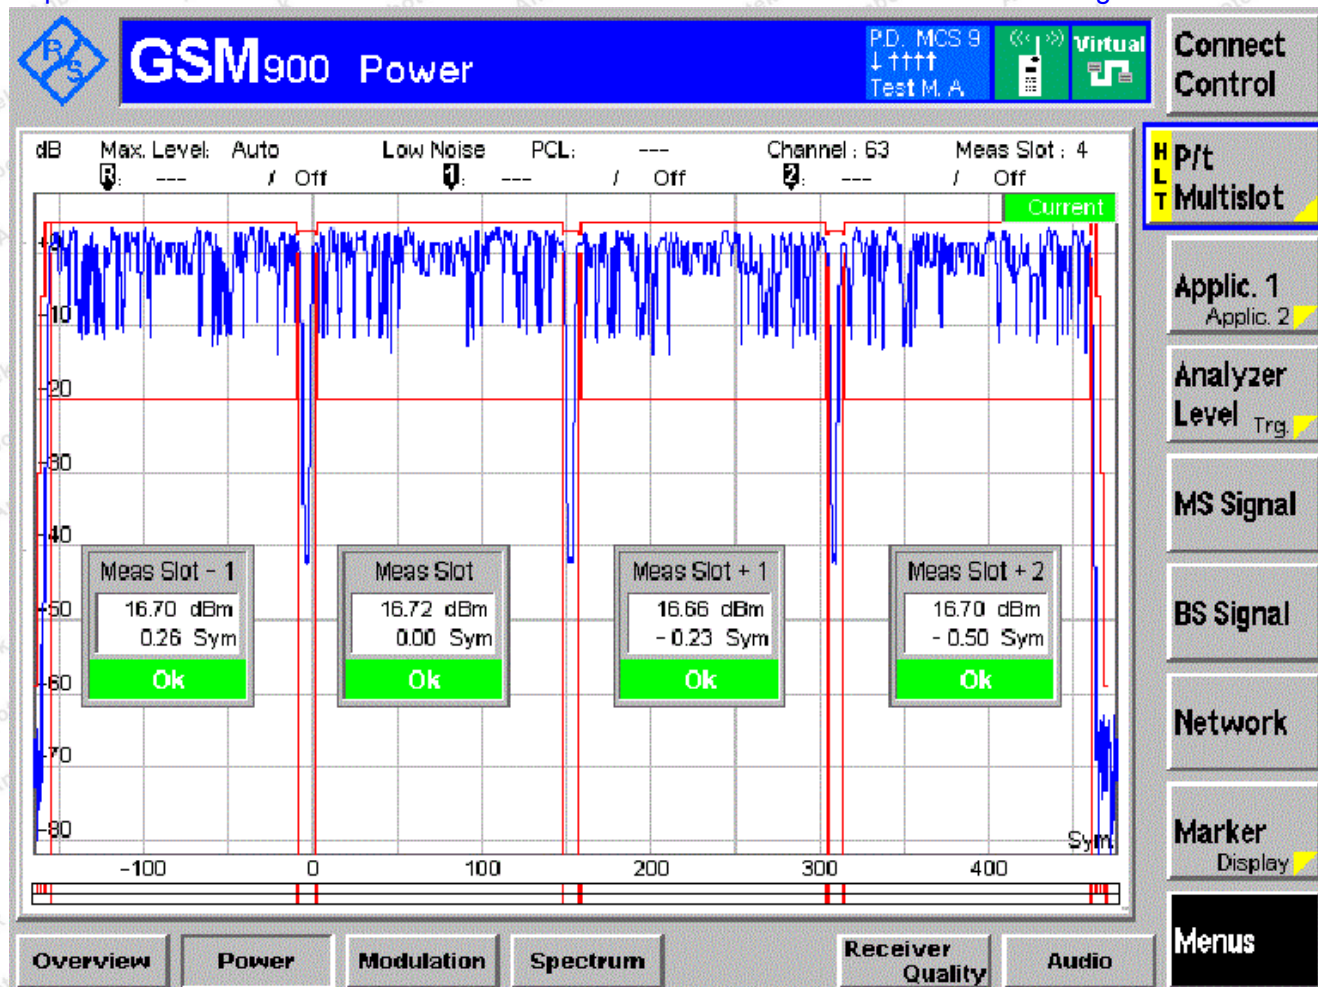 R S
GSM900 Power
P.D. MCS 9
↓ ↑↑↑↑
Test M. A
Virtual
Connect
Control
dB Max. Level: Auto Low Noise PCL: --- Channel : 63 Meas Slot : 4
R: --- / Off 1: --- / Off 2: --- / Off
Current
HLT
P/t
Multislot
Applic. 1
Applic. 2
Analyzer
Level Trg.
MS Signal
BS Signal
Network
Marker
Display
Menus
-10
-20
-30
-40
-50
-60
-70
-80
Meas Slot - 1
16.70 dBm
0.26 Sym
Ok
Meas Slot
16.72 dBm
0.00 Sym
Ok
Meas Slot + 1
16.66 dBm
- 0.23 Sym
Ok
Meas Slot + 2
16.70 dBm
- 0.50 Sym
Ok
Sym
-100 0 100 200 300 400
Overview Power Modulation Spectrum Receiver Quality Audio